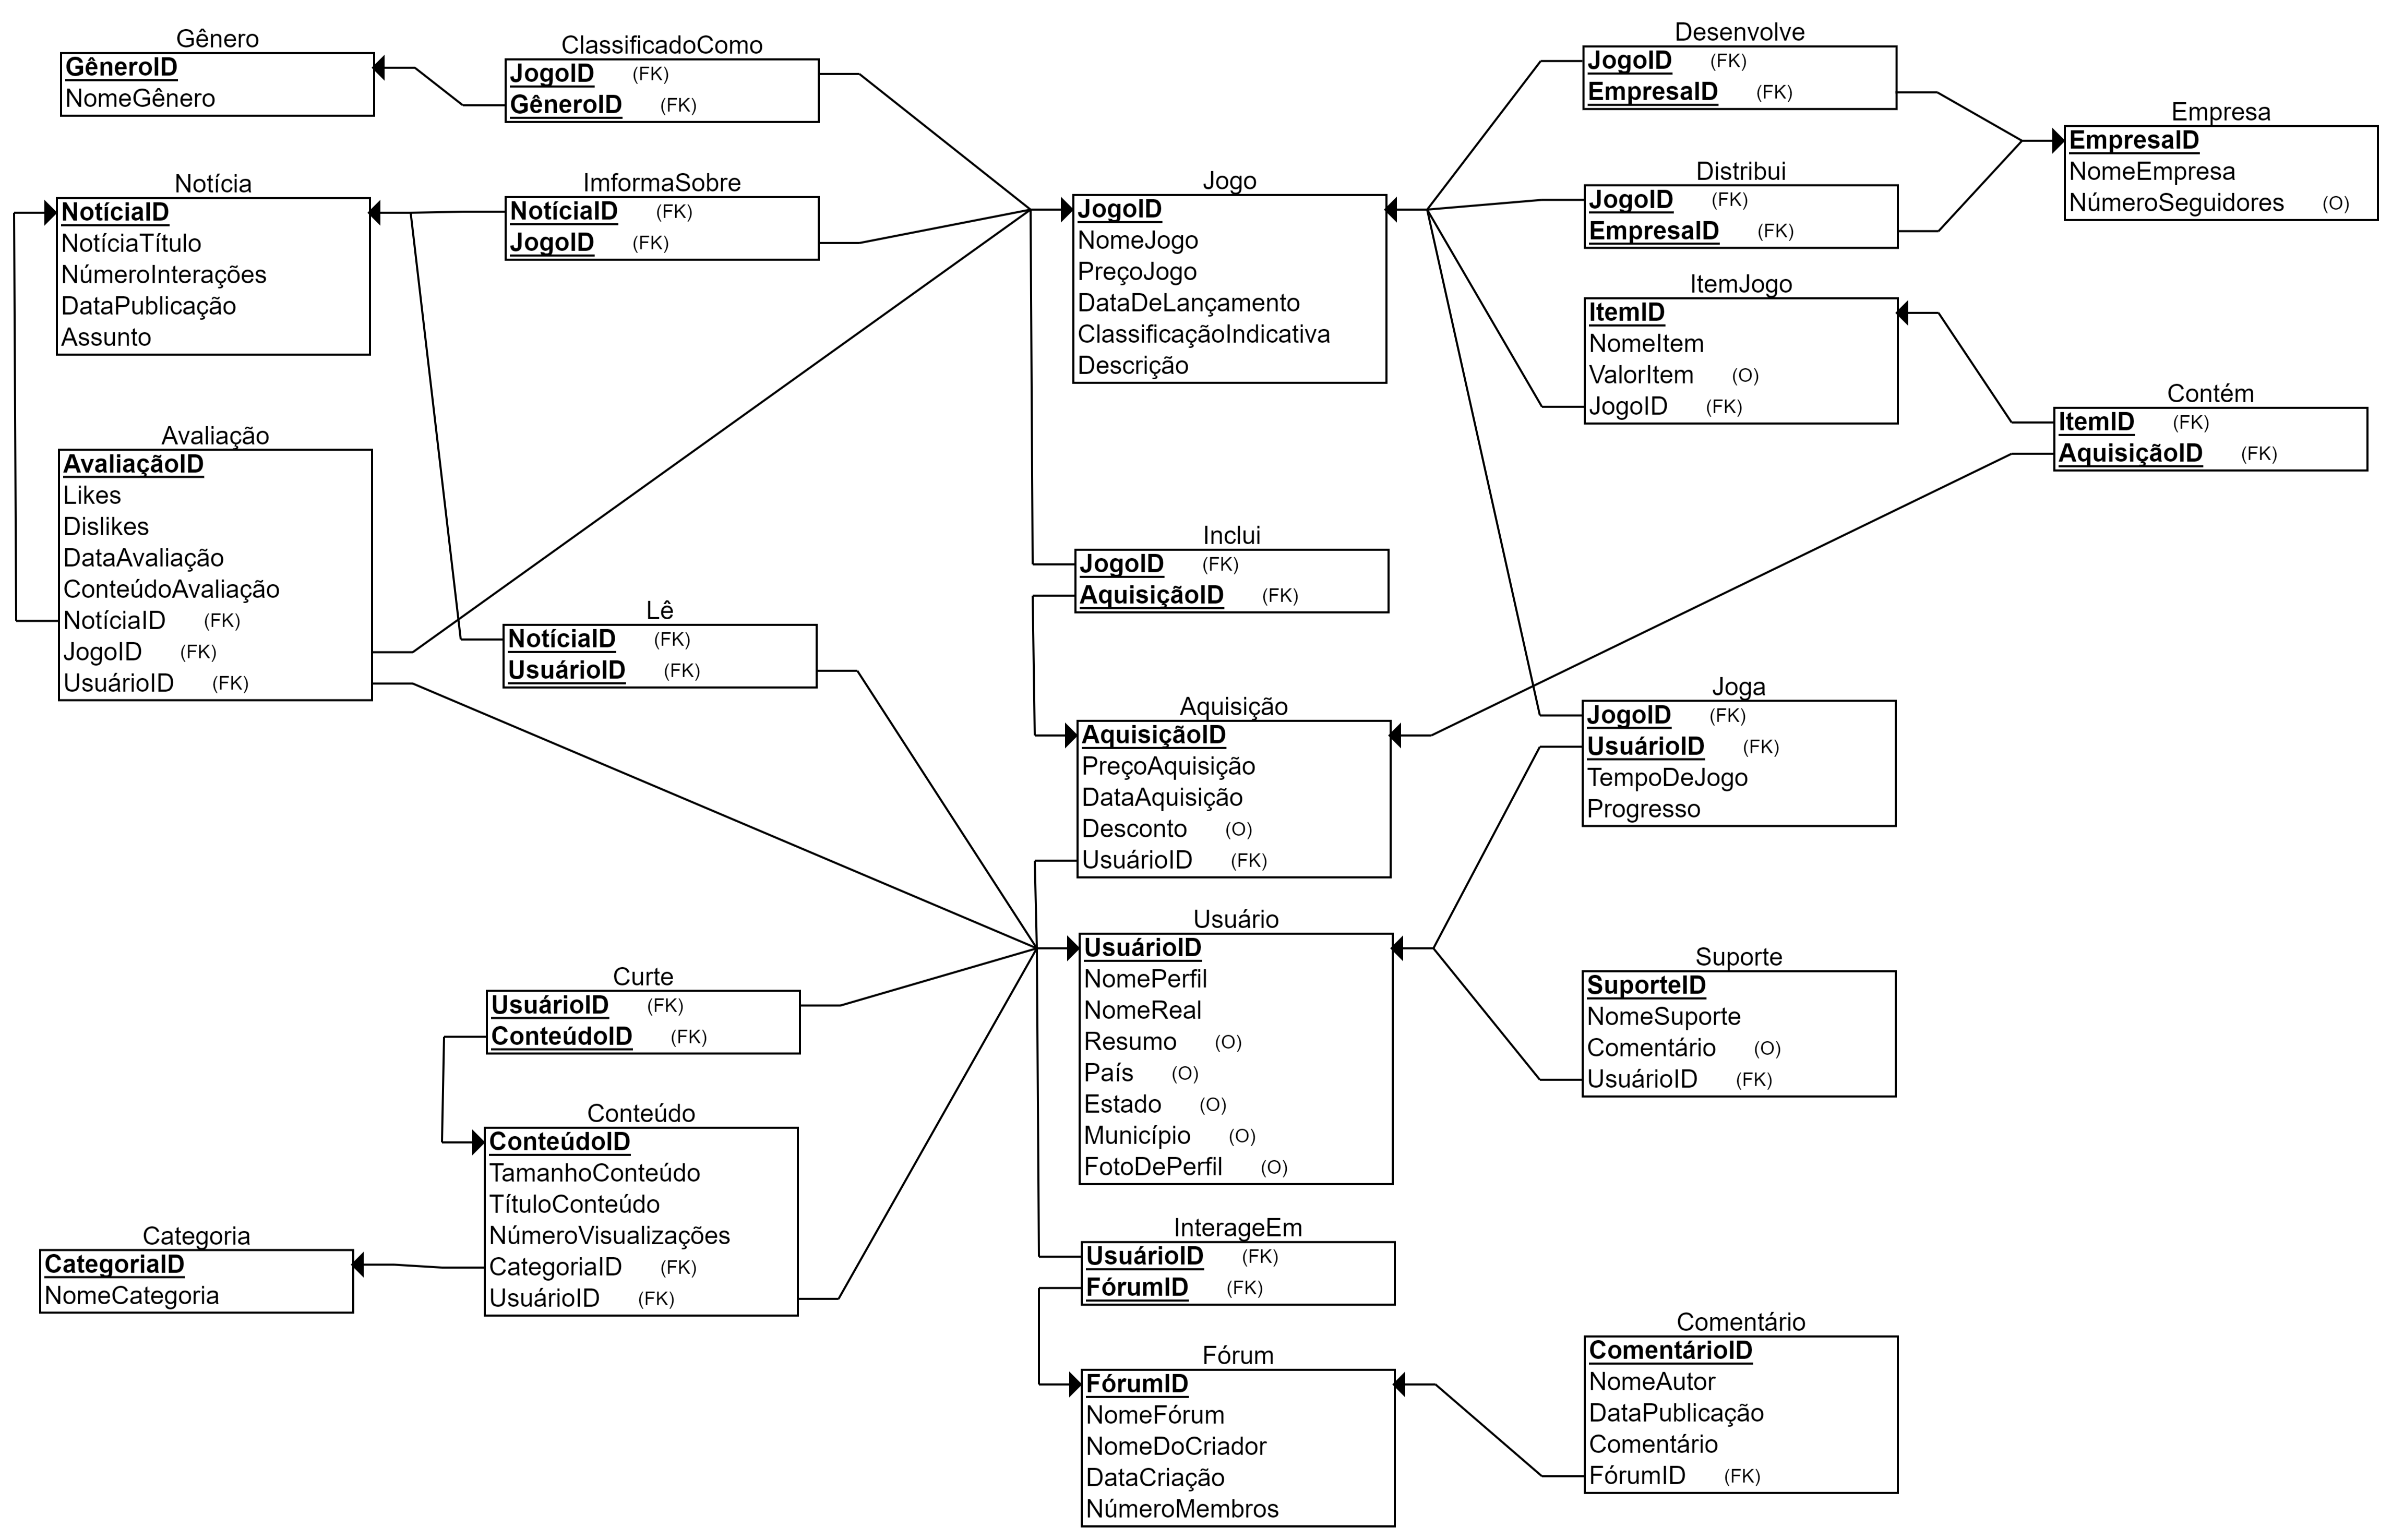 Gênero
GêneroID
NomeGênero
ClassificadoComo
JogoID (FK)
GêneroID (FK)
Notícia
NotíciaID
NotíciaTítulo
NúmeroInterações
DataPublicação
Assunto
ImformaSobre
NotíciaID (FK)
JogoID (FK)
Jogo
JogoID
NomeJogo
PreçoJogo
DataDeLançamento
ClassificaçãoIndicativa
Descrição
Desenvolve
JogoID (FK)
EmpresaID (FK)
Distribui
JogoID (FK)
EmpresaID (FK)
Empresa
EmpresaID
NomeEmpresa
NúmeroSeguidores (O)
ItemJogo
ItemID
NomeItem
ValorItem (O)
JogoID (FK)
Contém
ItemID (FK)
AquisiçãoID (FK)
Avaliação
AvaliaçãoID
Likes
Dislikes
DataAvaliação
ConteúdoAvaliação
NotíciaID (FK)
JogoID (FK)
UsuárioID (FK)
Lê
NotíciaID (FK)
UsuárioID (FK)
Inclui
JogoID (FK)
AquisiçãoID (FK)
Aquisição
AquisiçãoID
PreçoAquisição
DataAquisição
Desconto (O)
UsuárioID (FK)
Joga
JogoID (FK)
UsuárioID (FK)
TempoDeJogo
Progresso
Usuário
UsuárioID
NomePerfil
NomeReal
Resumo (O)
País (O)
Estado (O)
Município (O)
FotoDePerfil (O)
Suporte
SuporteID
NomeSuporte
Comentário (O)
UsuárioID (FK)
Curte
UsuárioID (FK)
ConteúdoID (FK)
Conteúdo
ConteúdoID
TamanhoConteúdo
TítuloConteúdo
NúmeroVisualizações
CategoriaID (FK)
UsuárioID (FK)
Categoria
CategoriaID
NomeCategoria
InterageEm
UsuárioID (FK)
FórumID (FK)
Fórum
FórumID
NomeFórum
NomeDoCriador
DataCriação
NúmeroMembros
Comentário
ComentárioID
NomeAutor
DataPublicação
Comentário
FórumID (FK)